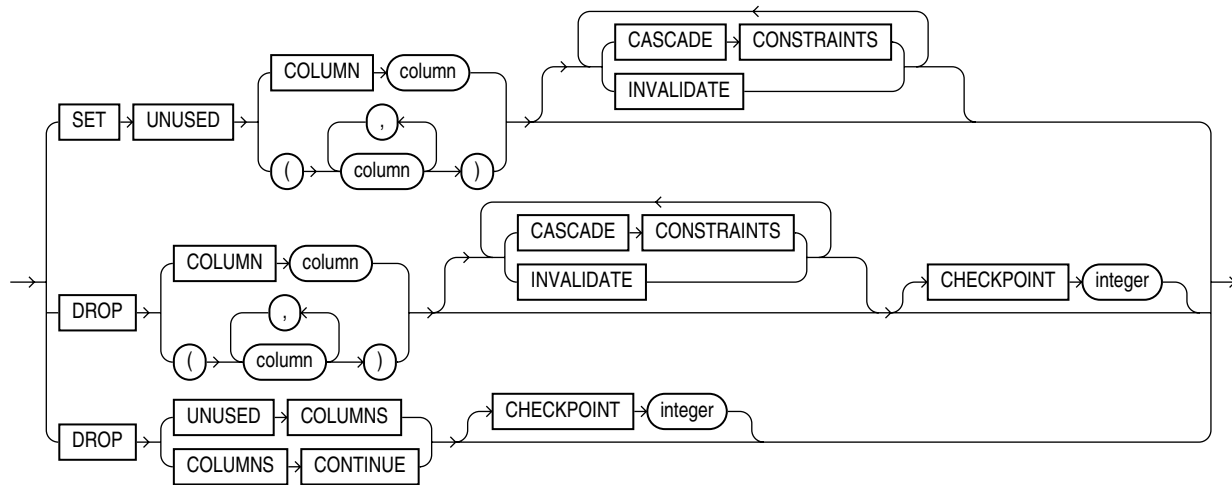 CASCADE CONSTRAINTS
INVALIDATE
COLUMN column
SET UNUSED
,
( column )
CASCADE CONSTRAINTS
INVALIDATE
COLUMN column
CHECKPOINT integer
DROP
,
( column )
UNUSED COLUMNS
CHECKPOINT integer
DROP
COLUMNS CONTINUE